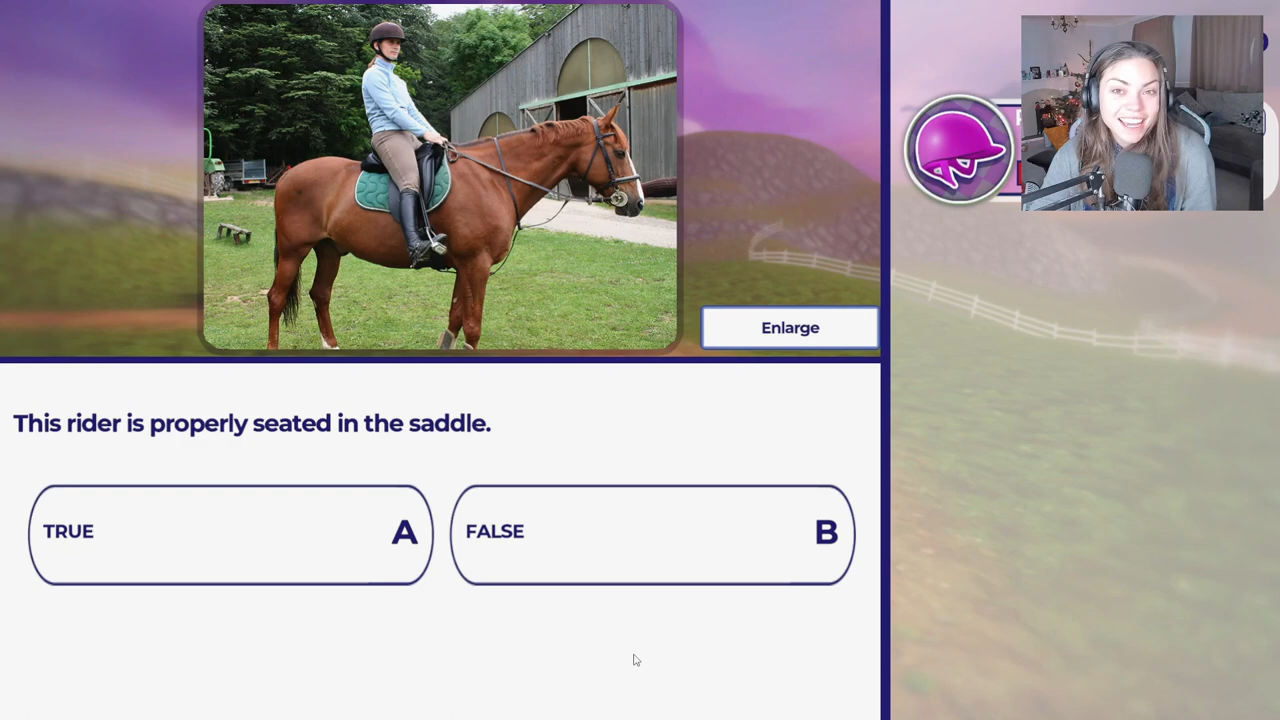 Enlarge
This rider is properly seated in the saddle.
TRUE A
FALSE B